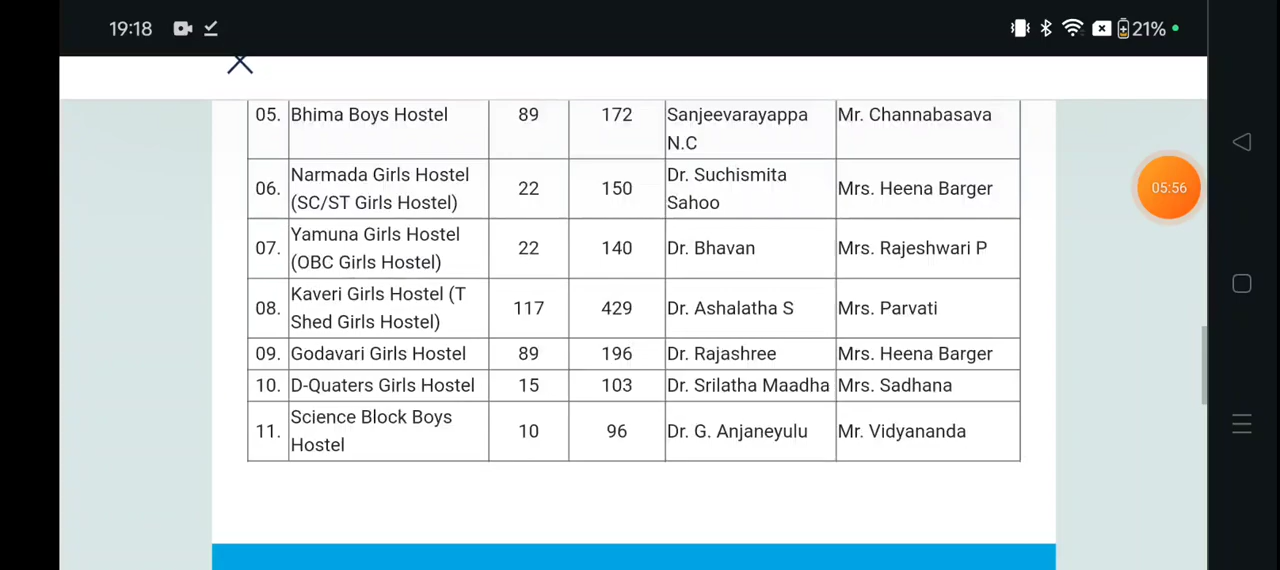 19:18
21%
05. Bhima Boys Hostel 89 172 Sanjeevarayappa N.C Mr. Channabasava
06. Narmada Girls Hostel (SC/ST Girls Hostel) 22 150 Dr. Suchismita Sahoo Mrs. Heena Barger
07. Yamuna Girls Hostel (OBC Girls Hostel) 22 140 Dr. Bhavan Mrs. Rajeshwari P
08. Kaveri Girls Hostel (T Shed Girls Hostel) 117 429 Dr. Ashalatha S Mrs. Parvati
09. Godavari Girls Hostel 89 196 Dr. Rajashree Mrs. Heena Barger
10. D-Quaters Girls Hostel 15 103 Dr. Srilatha Maadha Mrs. Sadhana
11. Science Block Boys Hostel 10 96 Dr. G. Anjaneyulu Mr. Vidyananda
05:56